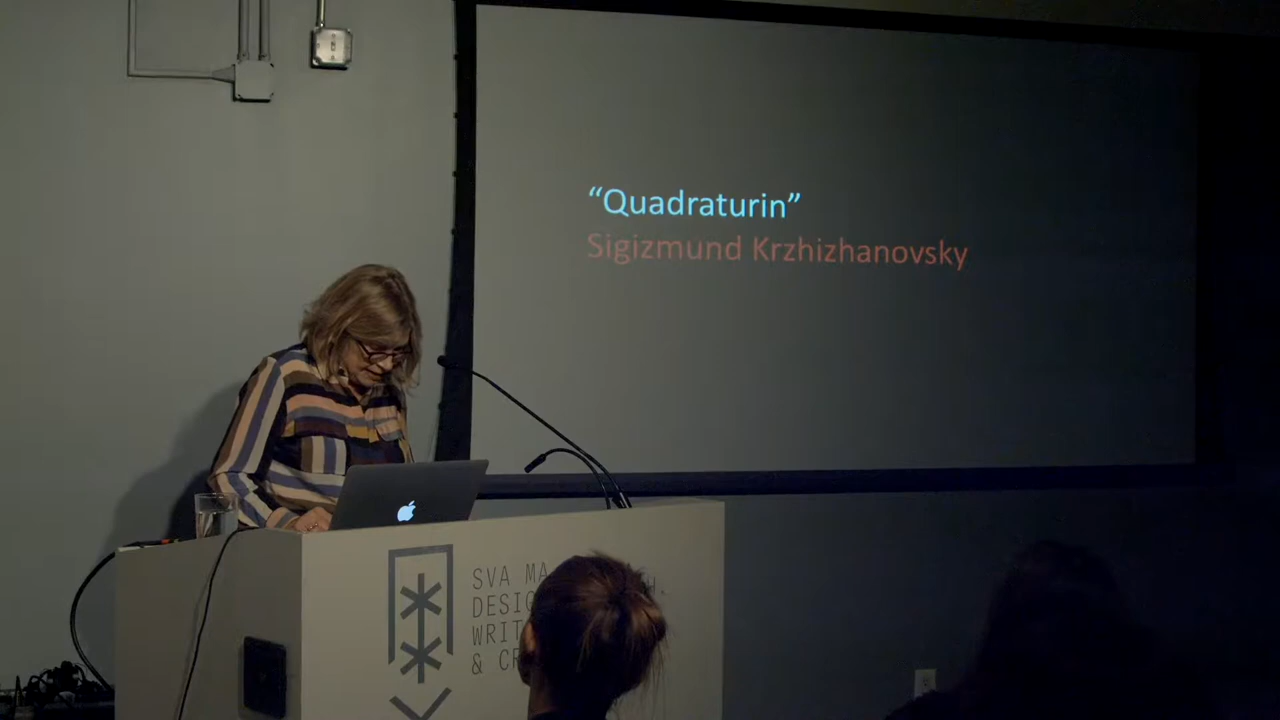 “Quadraturin”
Sigizmund Krzhizhanovsky
SVA MA
H.
DESIG
WRIT
& CR